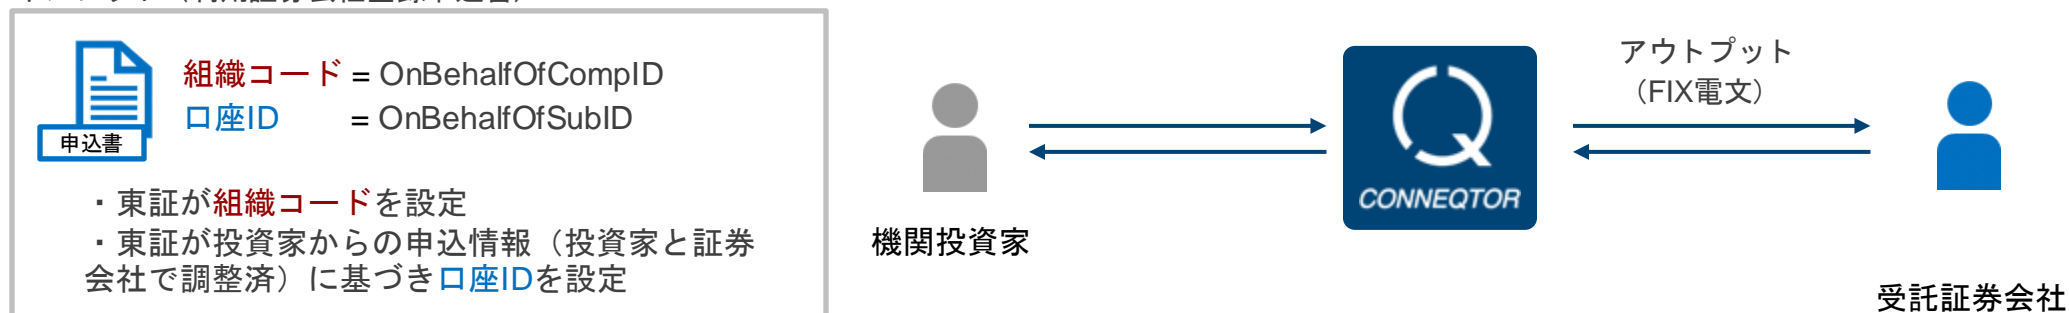 組織コード = OnBehalfOfCompID
口座ID = OnBehalfOfSubID
申込書
・東証が組織コードを設定
・東証が投資家からの申込情報（投資家と証券
会社で調整済）に基づき口座IDを設定
機関投資家
CONNEQTOR
アウトプット
（FIX電文）
受託証券会社